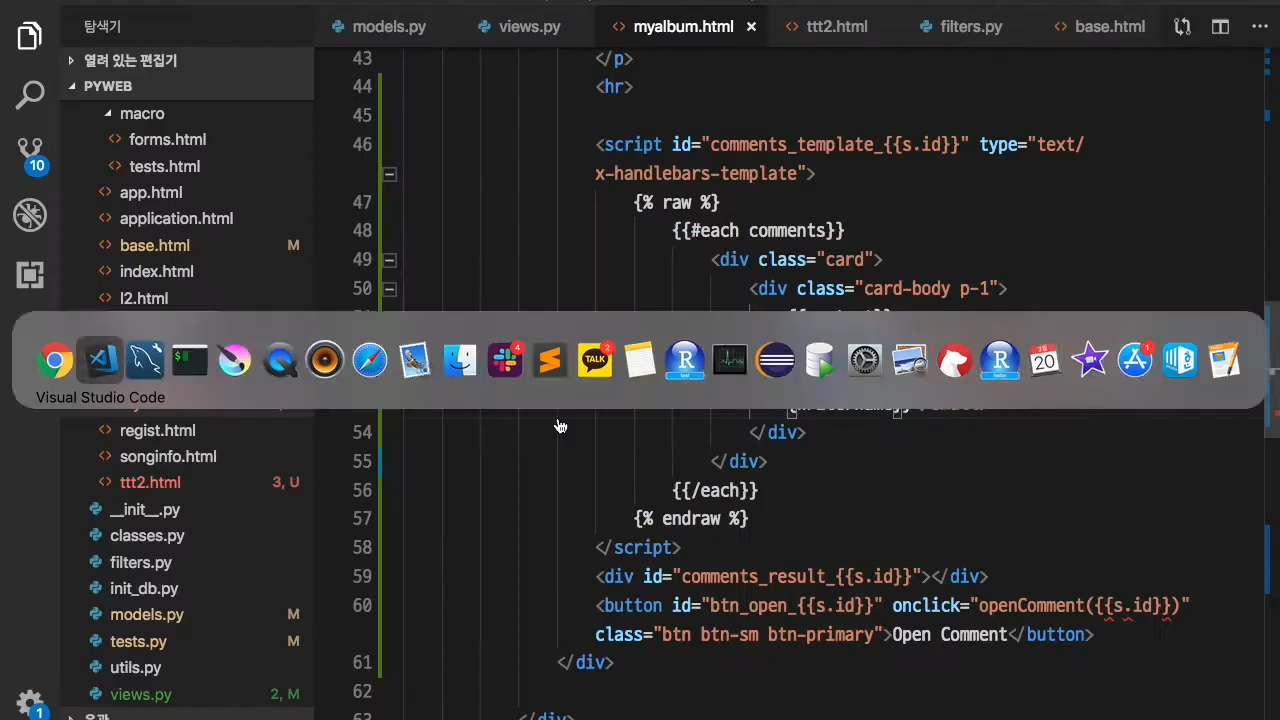 탐색기
models.py
views.py
myalbum.html
ttt2.html
filters.py
base.html
열려 있는 편집기
PYWEB
macro
forms.html
tests.html
app.html
application.html
base.html M
index.html
l2.html
regist.html
songinfo.html
ttt2.html 3, U
__init__.py
classes.py
filters.py
init_db.py
models.py M
tests.py M
utils.py
views.py 2, M
10
1
43 </p>
44 <hr>
45
46 <script id="comments_template_{{s.id}}" type="text/
x-handlebars-template">
47 {% raw %}
48 {{#each comments}}
49 <div class="card">
50 <div class="card-body p-1">
4
TALK
2
20
1
Visual Studio Code
54 </div>
55 </div>
56 {{/each}}
57 {% endraw %}
58 </script>
59 <div id="comments_result_{{s.id}}"></div>
60 <button id="btn_open_{{s.id}}" onclick="openComment({{s.id}})"
class="btn btn-sm btn-primary">Open Comment</button>
61 </div>
62